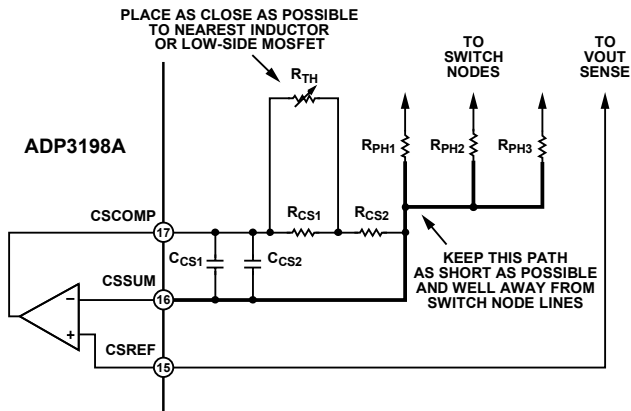 PLACE AS CLOSE AS POSSIBLE
TO NEAREST INDUCTOR
OR LOW-SIDE MOSFET
TO
SWITCH
NODES
TO
VOUT
SENSE
RTH
ADP3198A
RPH1
RPH2
RPH3
CSCOMP
17
RCS1
RCS2
CCS1
CCS2
KEEP THIS PATH
AS SHORT AS POSSIBLE
AND WELL AWAY FROM
SWITCH NODE LINES
CSSUM
–
16
+
CSREF
15